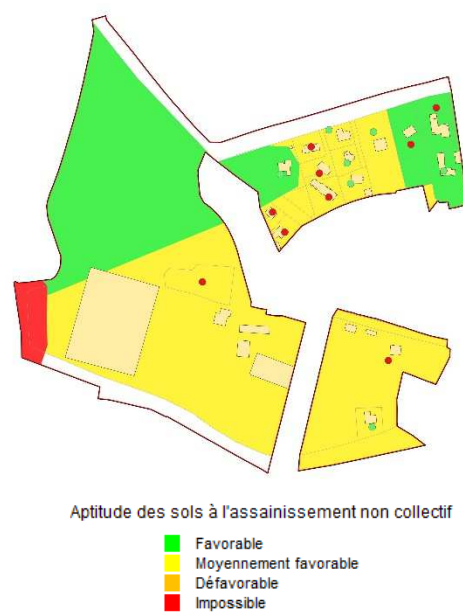 Aptitude des sols à l'assainissement non collectif
Favorable
Moyennement favorable
Défavorable
Impossible